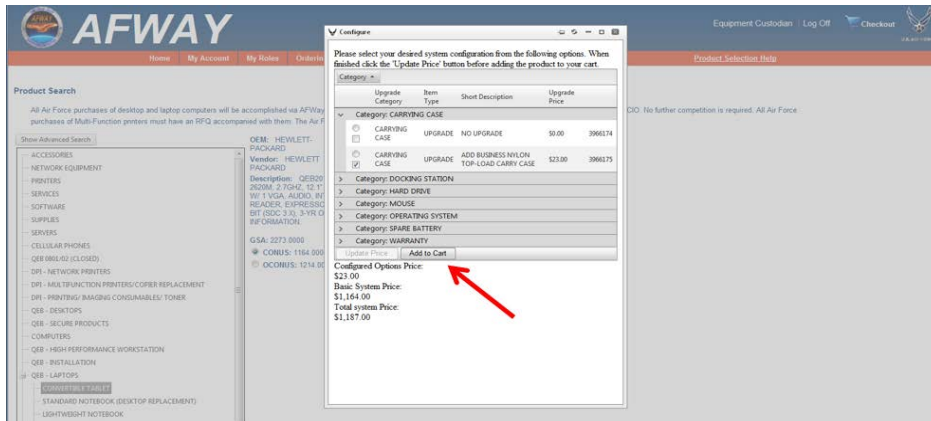 AFWAY
Equipment Custodian Log Off Checkout
Home My Account My Roles Orderin Product Selection Help
Product Search
All Air Force purchases of desktop and laptop computers will be accomplished via AFWay CIO. No further competition is required. All Air Force
purchases of Multi-Function printers must have an RFQ accompanied with them. The Air F
Show Advanced Search
ACCESSORIES
NETWORK EQUIPMENT
PRINTERS
SERVICES
SOFTWARE
SUPPLIES
SERVERS
CELLULAR PHONES
QEB 0801/02 (CLOSED)
DPI - NETWORK PRINTERS
DPI - MULTIFUNCTION PRINTERS/COPIER REPLACEMENT
DPI - PRINTING/ IMAGING CONSUMABLES/ TONER
QEB - DESKTOPS
QEB - SECURE PRODUCTS
COMPUTERS
QEB - HIGH PERFORMANCE WORKSTATION
QEB - INSTALLATION
QEB - LAPTOPS
CONVERTIBLE TABLET
STANDARD NOTEBOOK (DESKTOP REPLACEMENT)
LIGHTWEIGHT NOTEBOOK
OEM: HEWLETT-
PACKARD
Vendor: HEWLETT
PACKARD
Description: QEB20
2620M, 2.7GHZ, 12.1"
W/ 1 VGA, AUDIO, IN
READER, EXPRESSC
BIT (SDC 3.X), 3-YR O
INFORMATION.
GSA: 2273.0000
CONUS: 1164.000
OCONUS: 1214.00
Configure
Please select your desired system configuration from the following options. When
finished click the 'Update Price' button before adding the product to your cart.
Category
Upgrade Category Item Type Short Description Upgrade Price
Category: CARRYING CASE
CARRYING CASE UPGRADE NO UPGRADE $0.00 3966174
CARRYING CASE UPGRADE ADD BUSINESS NYLON TOP-LOAD CARRY CASE $23.00 3966175
Category: DOCKING STATION
Category: HARD DRIVE
Category: MOUSE
Category: OPERATING SYSTEM
Category: SPARE BATTERY
Category: WARRANTY
Update Price Add to Cart
Configured Options Price:
$23.00
Basic System Price:
$1,164.00
Total system Price:
$1,187.00